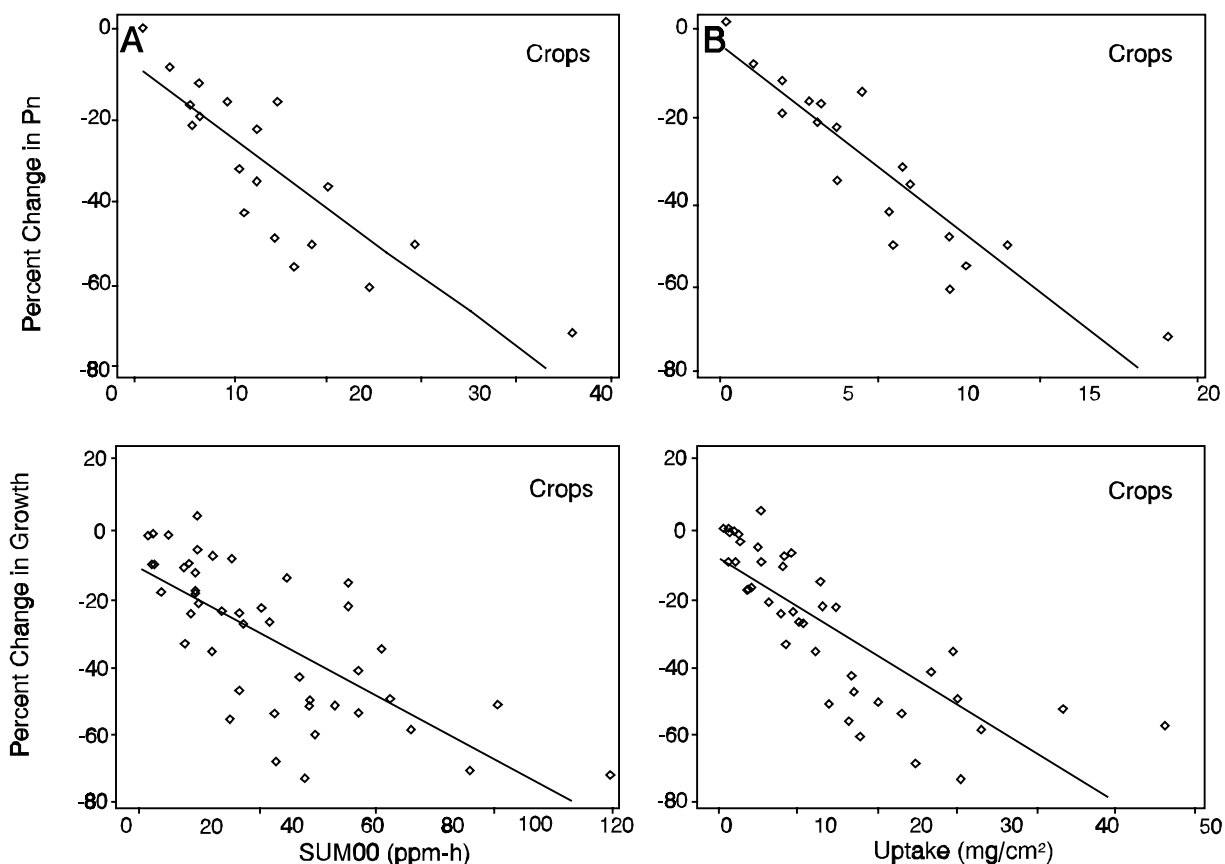 A
Crops
Percent Change in Pn
0
-20
-40
-60
-80
0 10 20 30 40
B
Crops
0
-20
-40
-60
-80
0 5 10 15 20
Crops
Percent Change in Growth
20
0
-20
-40
-60
-80
0 20 40 60 80 100 120
SUM00 (ppm-h)
Crops
20
0
-20
-40
-60
-80
0 10 20 30 40 50
Uptake (mg/cm²)